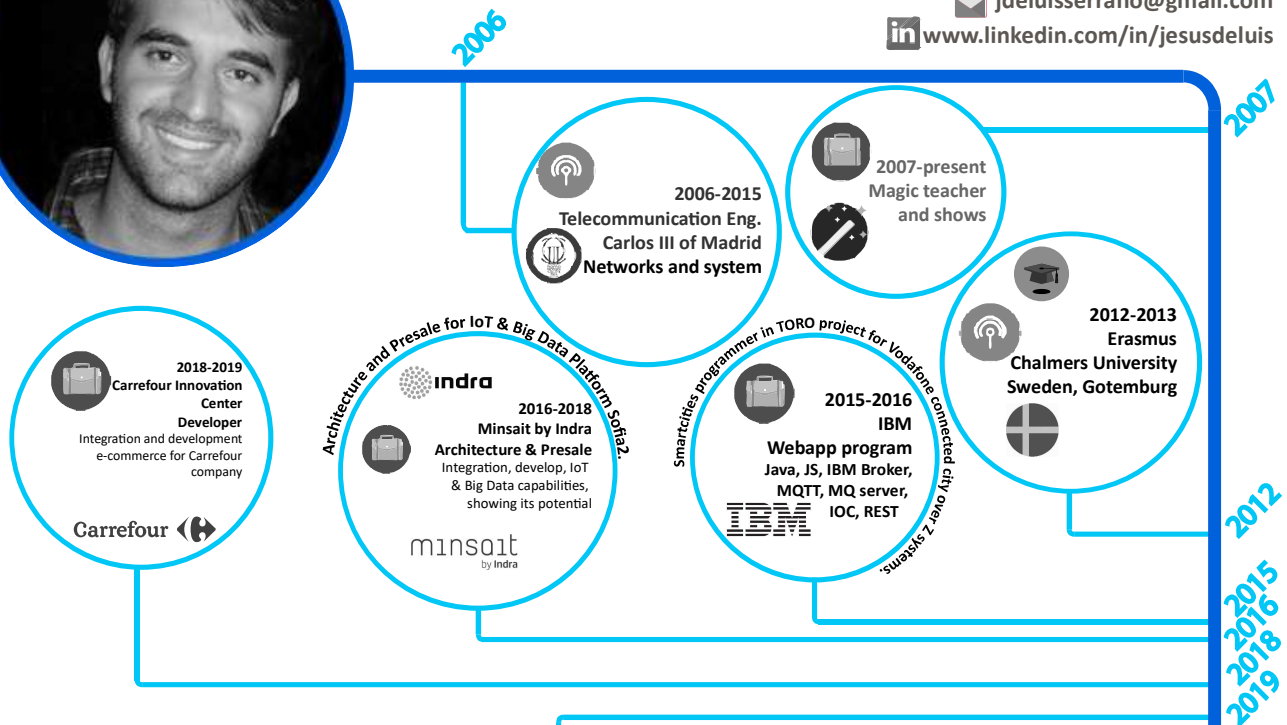 jdeluisserrano@gmail.com
in www.linkedin.com/in/jesusdeluis
2006
2007
2006-2015
Telecommunication Eng.
Carlos III of Madrid
Networks and system
2007-present
Magic teacher
and shows
2012-2013
Erasmus
Chalmers University
Sweden, Gotemburg
2018-2019
Carrefour Innovation
Center
Developer
Integration and development
e-commerce for Carrefour
company
Carrefour
Architecture and Presale for IoT & Big Data Platform Sofia2.
indra
2016-2018
Minsait by Indra
Architecture & Presale
Integration, develop, IoT
& Big Data capabilities,
showing its potential
minsait
by Indra
Smartcities programmer in TORO project for Vodafone connected city over Z systems.
2015-2016
IBM
Webapp program
Java, JS, IBM Broker,
MQTT, MQ server,
IOC, REST
IBM
2012
2015
2016
2018
2019